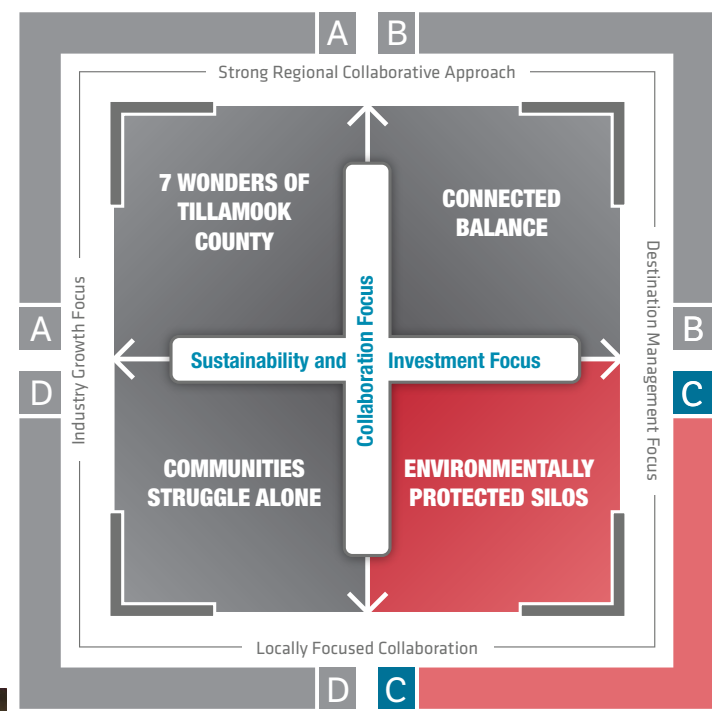 A B
Strong Regional Collaborative Approach
7 WONDERS OF
TILLAMOOK
COUNTY
CONNECTED
BALANCE
Industry Growth Focus
Destination Management Focus
A
B
Sustainability and Investment Focus
Collaboration Focus
D
C
COMMUNITIES
STRUGGLE ALONE
ENVIRONMENTALLY
PROTECTED SILOS
Locally Focused Collaboration
D C